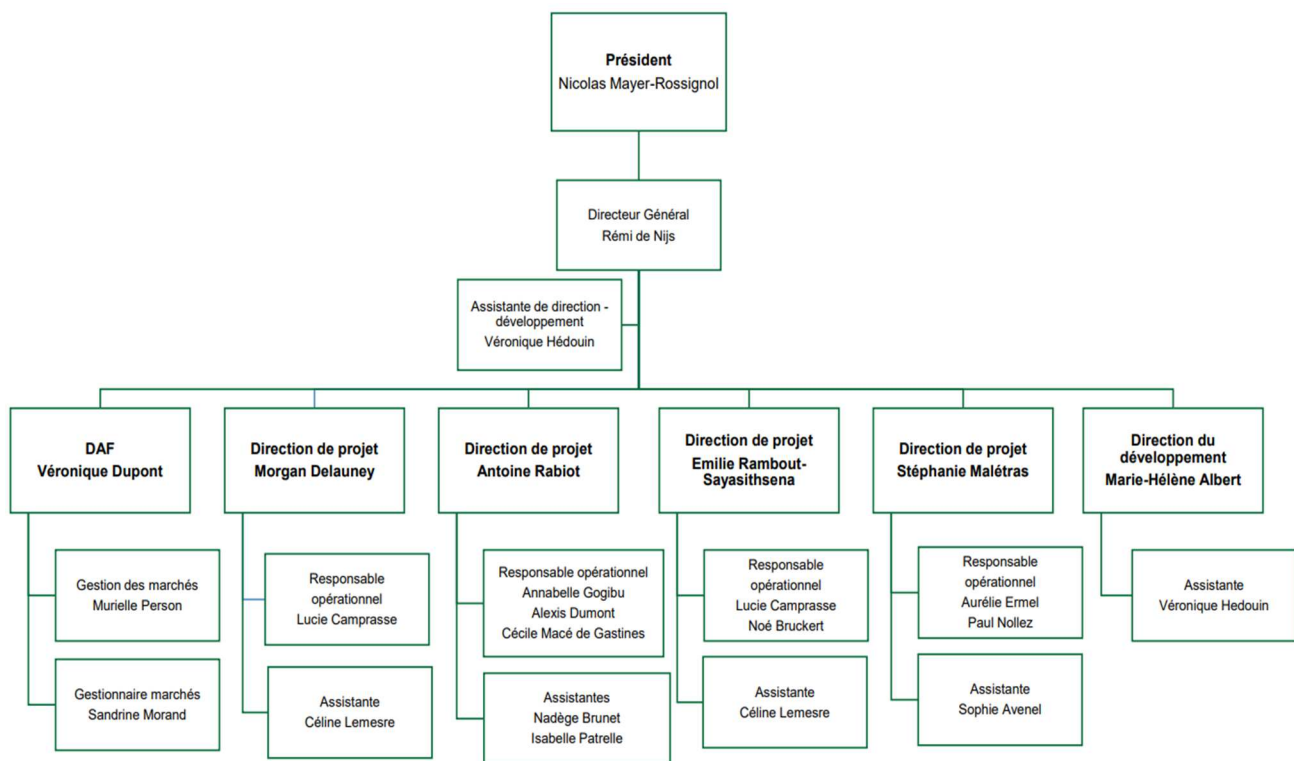 Président
Nicolas Mayer-Rossignol
Directeur Général
Rémi de Nijs
Assistante de direction -
développement
Véronique Hédouin
DAF
Véronique Dupont
Direction de projet
Morgan Delauney
Direction de projet
Antoine Rabiot
Direction de projet
Emilie Rambout-
Sayasithsena
Direction de projet
Stéphanie Malétras
Direction du
développement
Marie-Hélène Albert
Gestion des marchés
Murielle Person
Responsable
opérationnel
Lucie Camprasse
Responsable opérationnel
Annabelle Gogibu
Alexis Dumont
Cécile Macé de Gastines
Responsable
opérationnel
Lucie Camprasse
Noé Bruckert
Responsable
opérationnel
Aurélie Ermel
Paul Nollez
Assistante
Véronique Hedouin
Gestionnaire marchés
Sandrine Morand
Assistante
Céline Lemesre
Assistantes
Nadège Brunet
Isabelle Patrelle
Assistante
Céline Lemesre
Assistante
Sophie Avenel